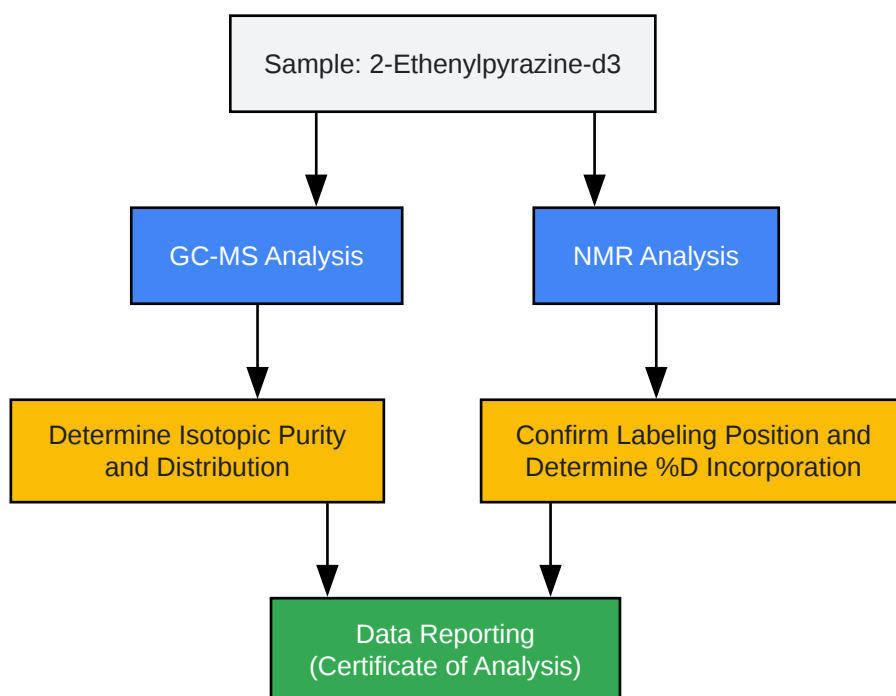 Sample: 2-Ethenylpyrazine-d3
GC-MS Analysis
NMR Analysis
Determine Isotopic Purity
and Distribution
Confirm Labeling Position and
Determine %D Incorporation
Data Reporting
(Certificate of Analysis)